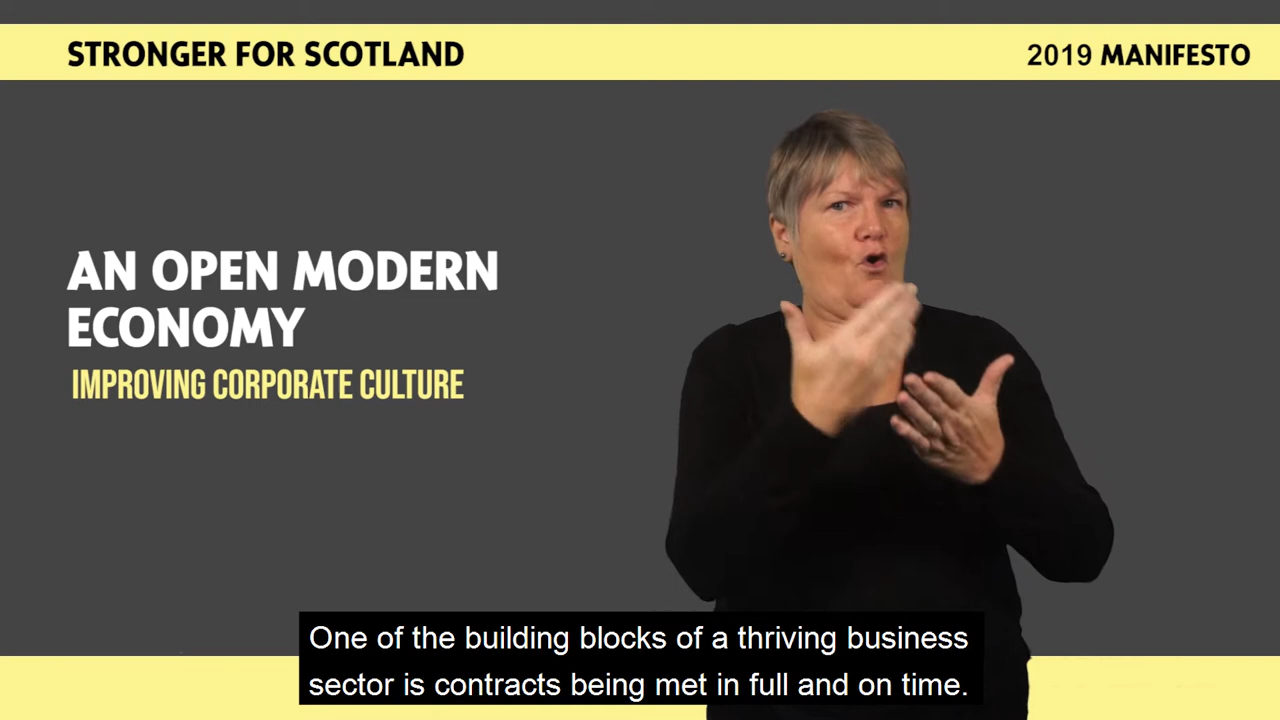 STRONGER FOR SCOTLAND
2019 MANIFESTO
AN OPEN MODERN
ECONOMY
IMPROVING CORPORATE CULTURE
One of the building blocks of a thriving business
sector is contracts being met in full and on time.